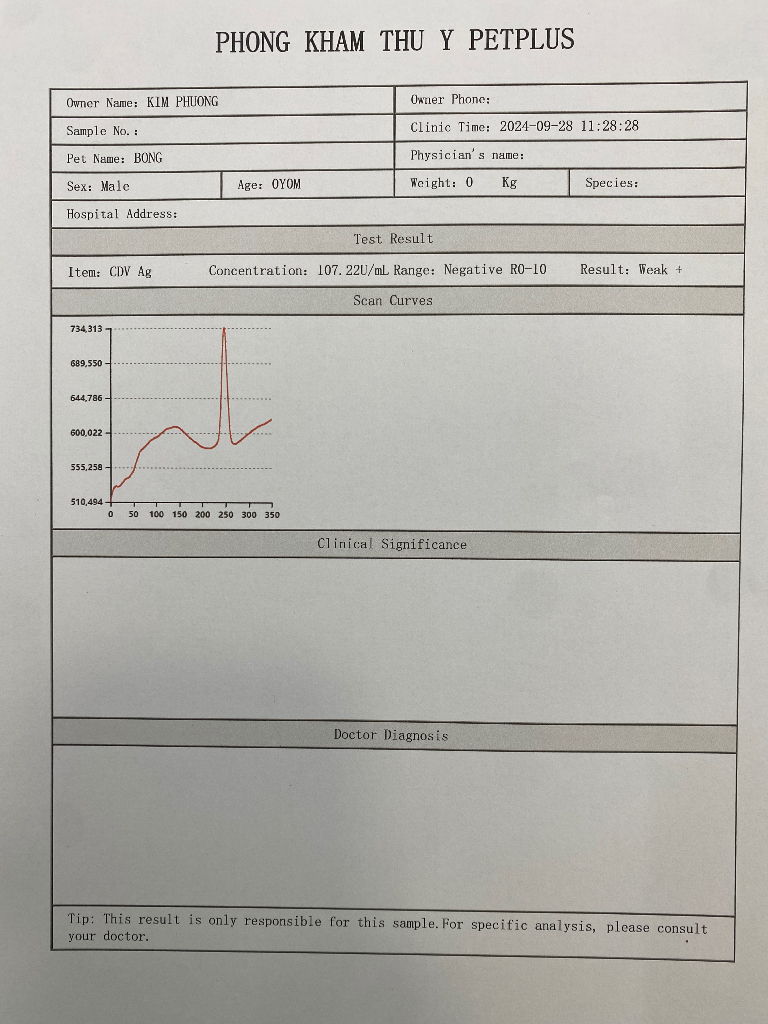 PHONG KHAM THU Y PETPLUS
Owner Name: KIM PHUONG
Owner Phone:
Sample No.:
Clinic Time: 2024-09-28 11:28:28
Pet Name: BONG
Physician's name:
Sex: Male
Age: 0Y0M
Weight: 0 Kg
Species:
Hospital Address:
Test Result
Item: CDV Ag Concentration: 107.22U/mL Range: Negative R0-10 Result: Weak +
Scan Curves
734,313
689,550
644,786
600,022
555,258
510,494
0 50 100 150 200 250 300 350
Clinical Significance
Doctor Diagnosis
Tip: This result is only responsible for this sample.For specific analysis, please consult
your doctor.